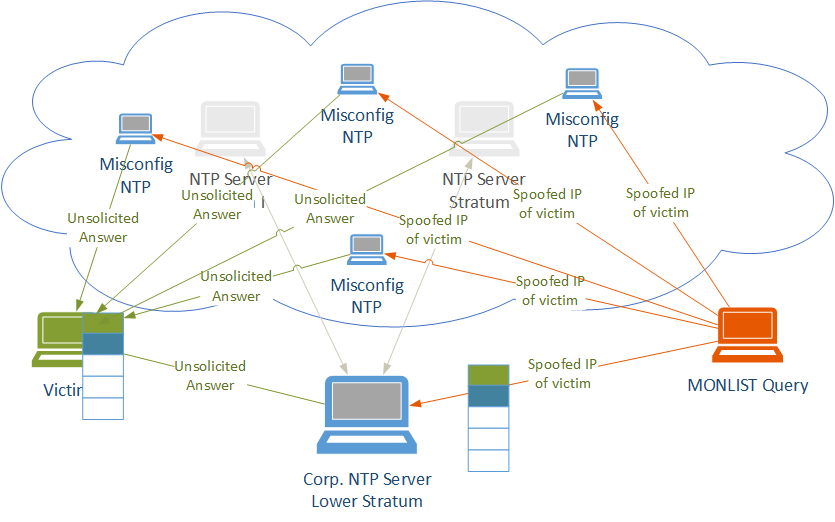 Misconfig
NTP
Misconfig
NTP
Misconfig
NTP
NTP Server
NTP Server
Stratum
Unsolicited
Answer
Unsolicited
Answer
Unsolicited
Answer
Spoofed IP
of victim
Spoofed IP
of victim
Spoofed IP
of victim
Misconfig
NTP
Unsolicited
Answer
Spoofed IP
of victim
Unsolicited
Answer
Spoofed IP
of victim
MONLIST Query
Corp. NTP Server
Lower Stratum